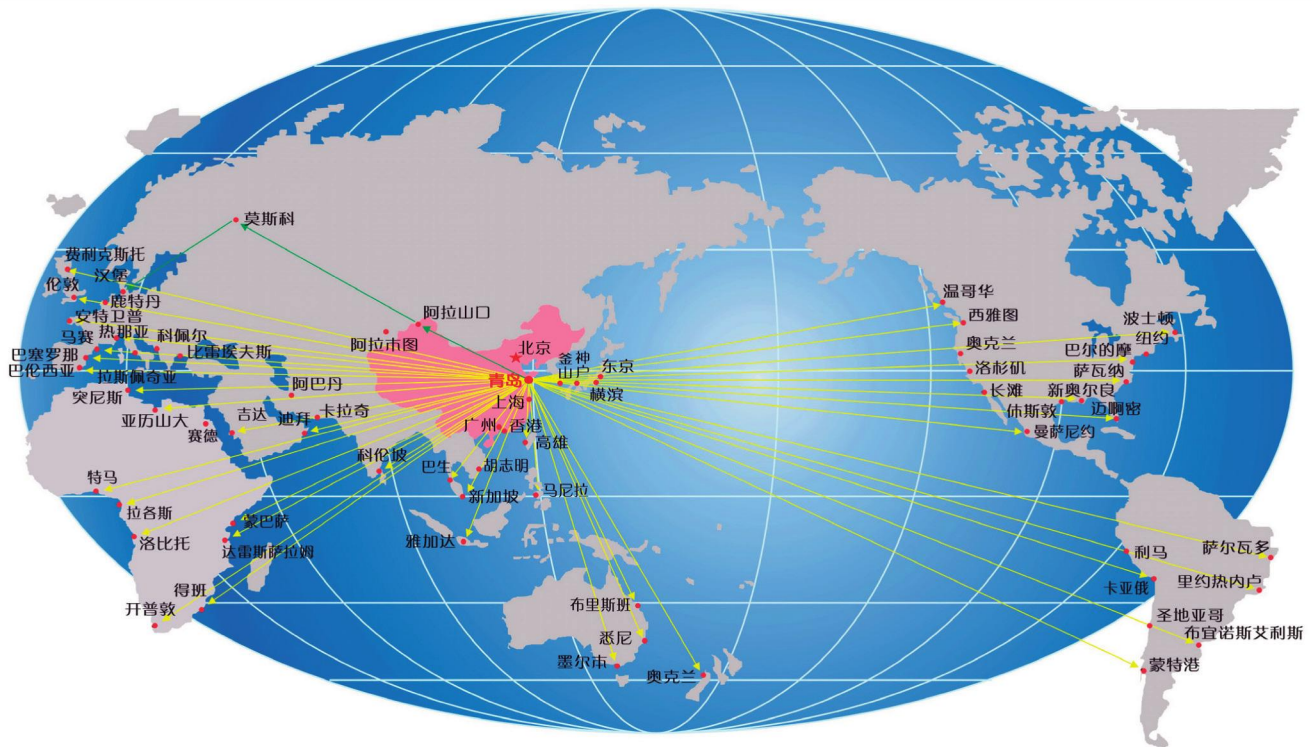 莫斯科
费利克斯托
汉堡
伦敦
鹿特丹
安特卫普
热那亚
马赛
科佩尔
巴塞罗那
比雷埃夫斯
巴伦西亚
拉斯佩奇亚
突尼斯
亚历山大
赛德
吉达
阿巴丹
迪拜
卡拉奇
阿拉山口
阿拉市图
北京
青岛
上海
釜山
神户
东京
横滨
广州
香港
高雄
科伦坡
巴生
胡志明
新加坡
马尼拉
雅加达
特马
拉各斯
洛比托
蒙巴萨
达雷斯萨拉姆
得班
开普敦
布里斯班
悉尼
墨尔市
奥克兰
温哥华
西雅图
奥克兰
洛杉矶
长滩
波士顿
纽约
巴尔的摩
萨瓦纳
新奥尔良
休斯敦
迈啊密
曼萨尼约
利马
卡亚俄
萨尔瓦多
里约热内卢
圣地亚哥
布宜诺斯艾利斯
蒙特港